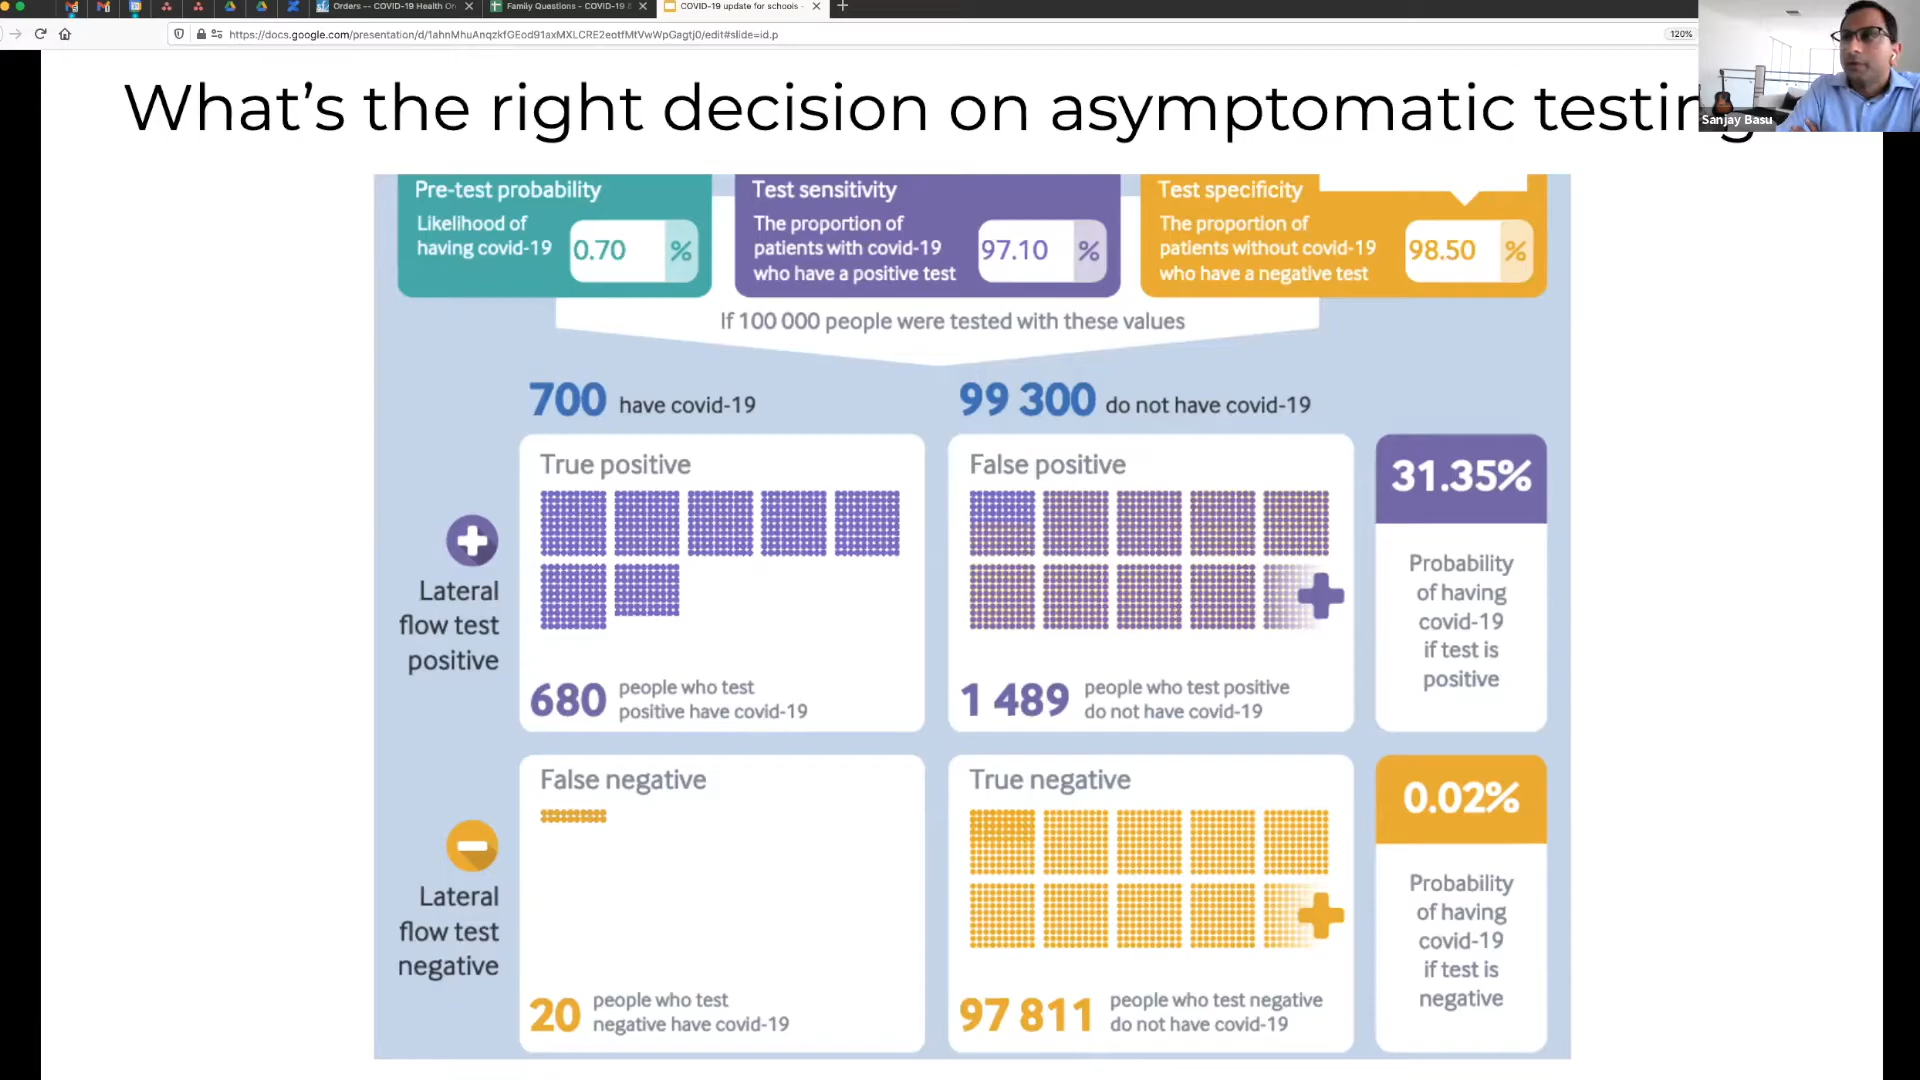 Orders -- COVID-19 Health Or
Family Questions - COVID-19
COVID-19 update for schools -
https://docs.google.com/presentation/d/1ahnMhuAnqzkfGEod91axMXLCRE2eotfMtVwWpGagtj0/edit#slide=id.p
120%
Sanjay Basu
What's the right decision on asymptomatic testing
Pre-test probability
Likelihood of
having covid-19
0.70 %
Test sensitivity
The proportion of
patients with covid-19
who have a positive test
97.10 %
Test specificity
The proportion of
patients without covid-19
who have a negative test
98.50 %
If 100 000 people were tested with these values
700 have covid-19
99 300 do not have covid-19
Lateral
flow test
positive
True positive
680 people who test
positive have covid-19
False positive
1 489 people who test positive
do not have covid-19
31.35%
Probability
of having
covid-19
if test is
positive
Lateral
flow test
negative
False negative
20 people who test
negative have covid-19
True negative
97 811 people who test negative
do not have covid-19
0.02%
Probability
of having
covid-19
if test is
negative